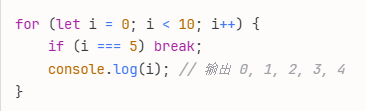 for (let i = 0; i < 10; i++) {
    if (i === 5) break;
    console.log(i); // 输出 0, 1, 2, 3, 4
}